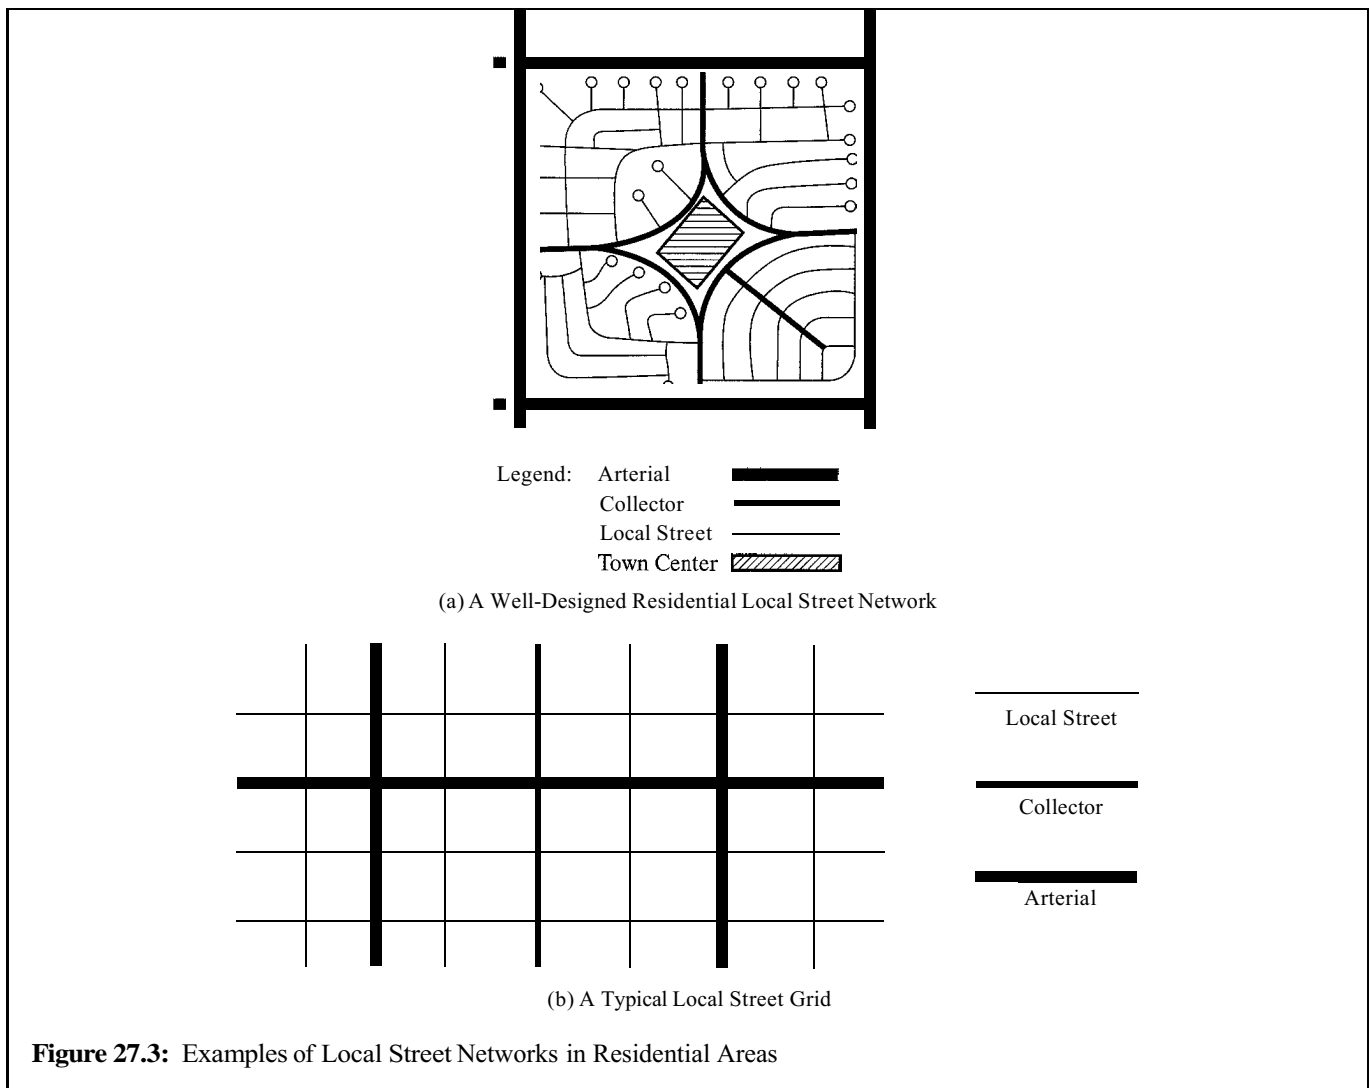 Legend: Arterial
Collector
Local Street
Town Center
(a) A Well-Designed Residential Local Street Network
Local Street
Collector
Arterial
(b) A Typical Local Street Grid
Figure 27.3: Examples of Local Street Networks in Residential Areas